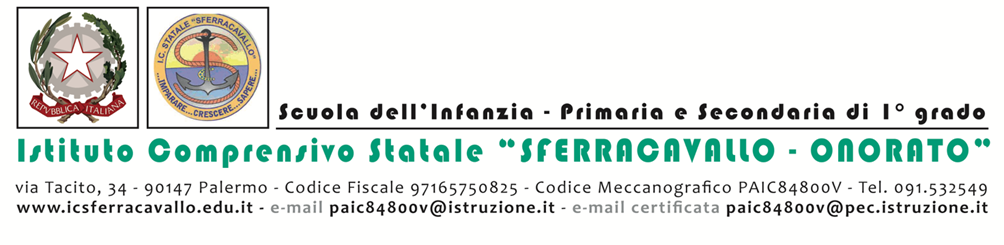 REPVBBLICA ITALIANA
I.C. STATALE "SFERRACAVALLO"
...IMPARARE...CRESCERE...SAPERE...
Scuola dell'Infanzia - Primaria e Secondaria di 1° grado
Istituto Comprensivo Statale "SFERRACAVALLO - ONORATO"
via Tacito, 34 - 90147 Palermo - Codice Fiscale 97165750825 - Codice Meccanografico PAIC84800V - Tel. 091.532549
www.icsferracavallo.edu.it - e-mail paic84800v@istruzione.it - e-mail certificata paic84800v@pec.istruzione.it